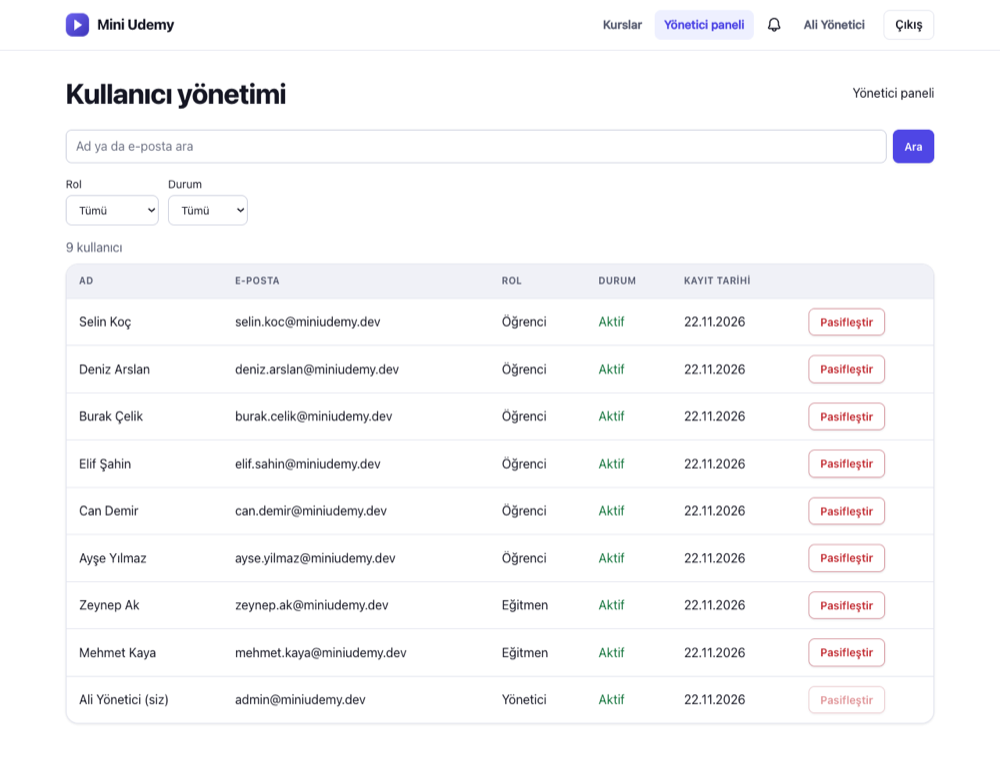 Mini Udemy Kurslar Yönetici paneli Ali Yönetici Çıkış
Kullanıcı yönetimi Yönetici paneli
Ad ya da e-posta ara Ara
Rol Durum
Tümü Tümü
9 kullanıcı
AD E-POSTA ROL DURUM KAYIT TARİHİ
Selin Koç selin.koc@miniudemy.dev Öğrenci Aktif 22.11.2026 Pasifleştir
Deniz Arslan deniz.arslan@miniudemy.dev Öğrenci Aktif 22.11.2026 Pasifleştir
Burak Çelik burak.celik@miniudemy.dev Öğrenci Aktif 22.11.2026 Pasifleştir
Elif Şahin elif.sahin@miniudemy.dev Öğrenci Aktif 22.11.2026 Pasifleştir
Can Demir can.demir@miniudemy.dev Öğrenci Aktif 22.11.2026 Pasifleştir
Ayşe Yılmaz ayse.yilmaz@miniudemy.dev Öğrenci Aktif 22.11.2026 Pasifleştir
Zeynep Ak zeynep.ak@miniudemy.dev Eğitmen Aktif 22.11.2026 Pasifleştir
Mehmet Kaya mehmet.kaya@miniudemy.dev Eğitmen Aktif 22.11.2026 Pasifleştir
Ali Yönetici (siz) admin@miniudemy.dev Yönetici Aktif 22.11.2026 Pasifleştir